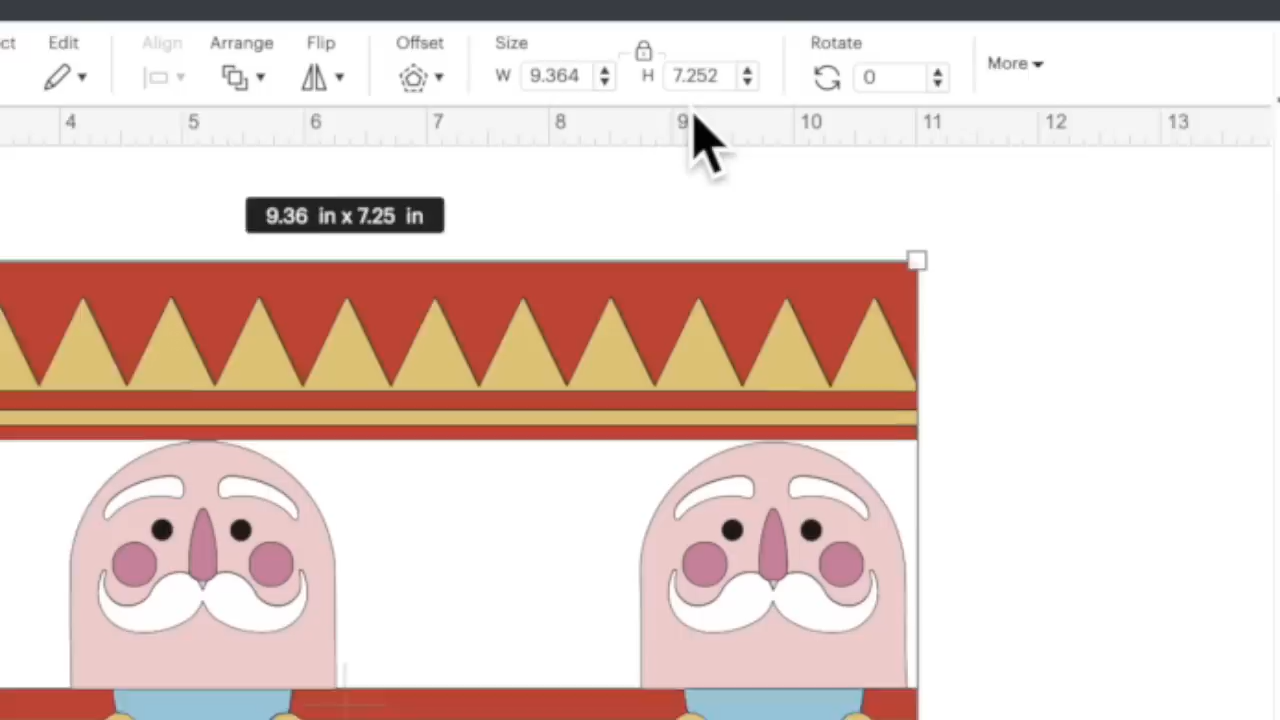 ct Edit Align Arrange Flip Offset Size Rotate
W 9.364 H 7.252 0 More
4 5 6 7 8 9 10 11 12 13
9.36 in x 7.25 in